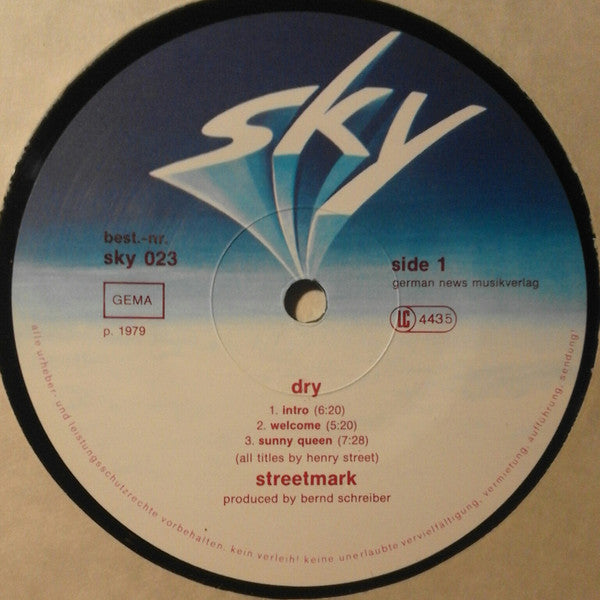 sky
best.-nr.
sky 023
GEMA
p. 1979
side 1
german news musikverlag
LC 4435
dry
1. intro (6:20)
2. welcome (5:20)
3. sunny queen (7:28)
(all titles by henry street)
streetmark
produced by bernd schreiber
alle urheber- und leistungsschutzrechte vorbehalten. kein verleih! keine unerlaubte vervielfältigung, vermietung, aufführung, sendung!